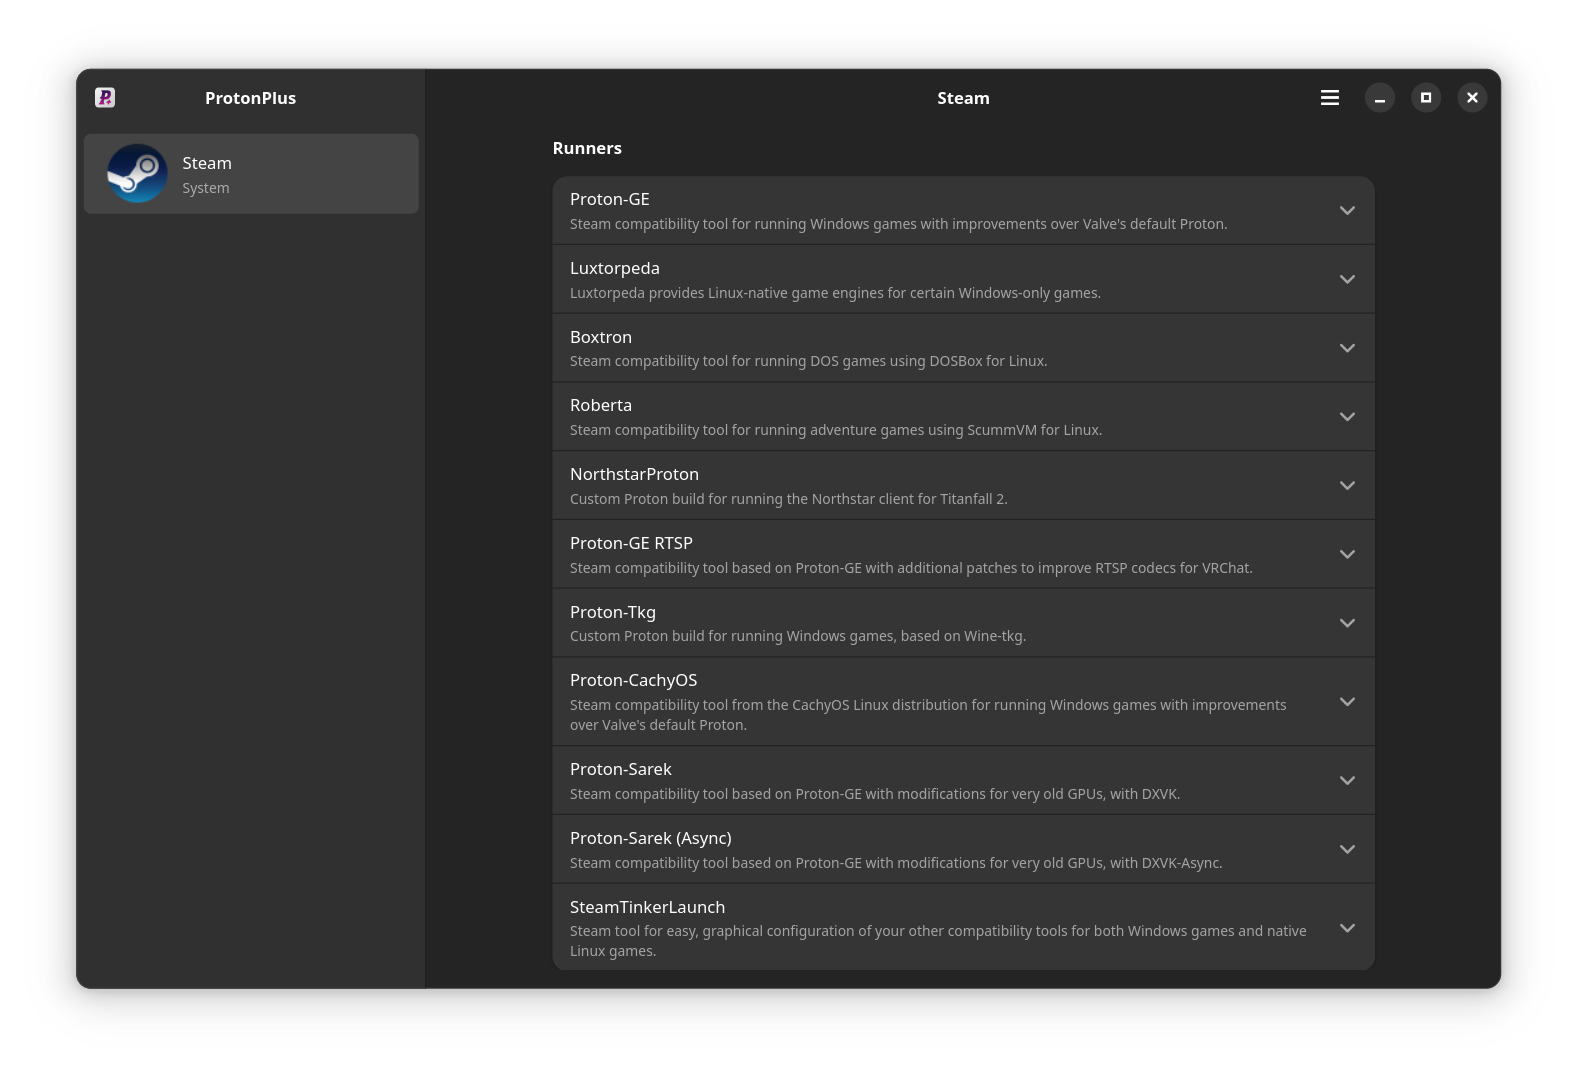 ProtonPlus
Steam
System
Steam
Runners
Proton-GE
Steam compatibility tool for running Windows games with improvements over Valve's default Proton.
Luxtorpeda
Luxtorpeda provides Linux-native game engines for certain Windows-only games.
Boxtron
Steam compatibility tool for running DOS games using DOSBox for Linux.
Roberta
Steam compatibility tool for running adventure games using ScummVM for Linux.
NorthstarProton
Custom Proton build for running the Northstar client for Titanfall 2.
Proton-GE RTSP
Steam compatibility tool based on Proton-GE with additional patches to improve RTSP codecs for VRChat.
Proton-Tkg
Custom Proton build for running Windows games, based on Wine-tkg.
Proton-CachyOS
Steam compatibility tool from the CachyOS Linux distribution for running Windows games with improvements
over Valve's default Proton.
Proton-Sarek
Steam compatibility tool based on Proton-GE with modifications for very old GPUs, with DXVK.
Proton-Sarek (Async)
Steam compatibility tool based on Proton-GE with modifications for very old GPUs, with DXVK-Async.
SteamTinkerLaunch
Steam tool for easy, graphical configuration of your other compatibility tools for both Windows games and native
Linux games.